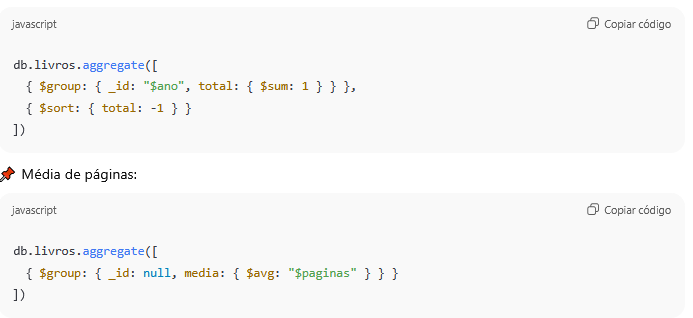 javascript
Copiar código
db.livros.aggregate([
  { $group: { _id: "$ano", total: { $sum: 1 } } },
  { $sort: { total: -1 } }
])
📌 Média de páginas:
javascript
Copiar código
db.livros.aggregate([
  { $group: { _id: null, media: { $avg: "$paginas" } } }
])